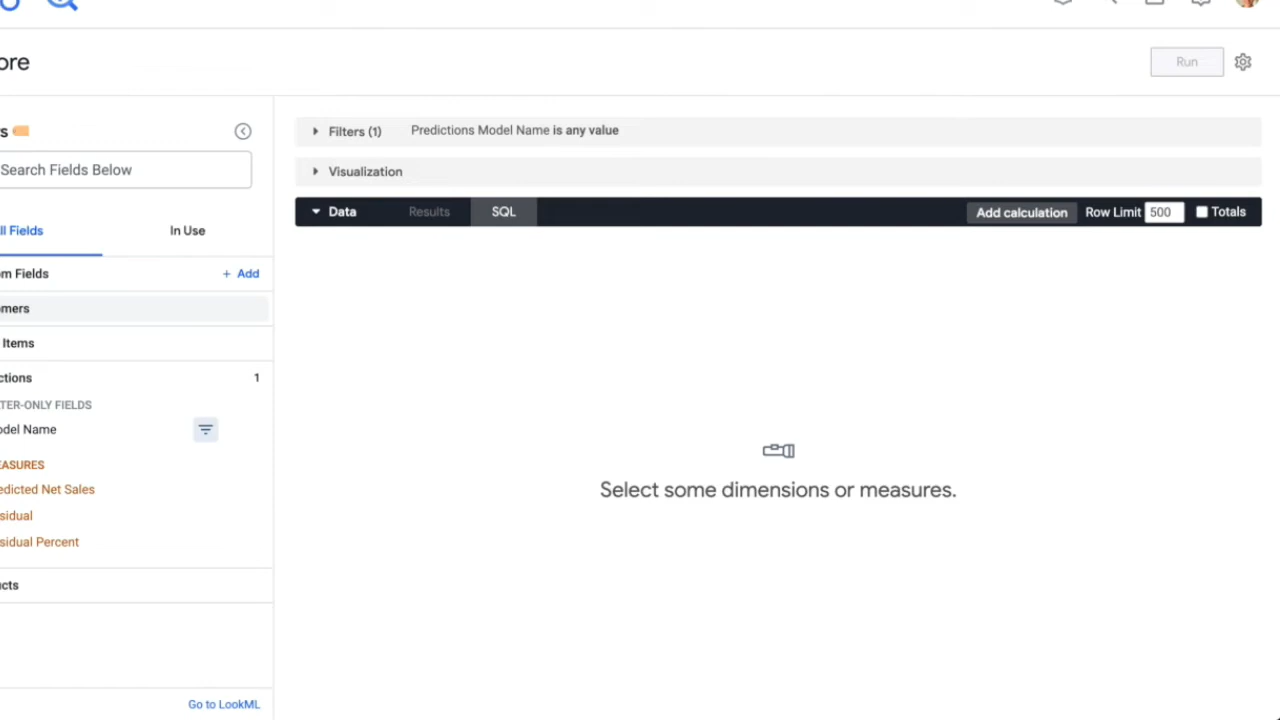 ore
Run
s
Filters (1) Predictions Model Name is any value
Search Fields Below
Visualization
Data Results SQL Add calculation Row Limit 500 Totals
ll Fields In Use
om Fields + Add
omers
Items
ctions 1
TER-ONLY FIELDS
odel Name
EASURES
edicted Net Sales
sidual
sidual Percent
Select some dimensions or measures.
ucts
Go to LookML